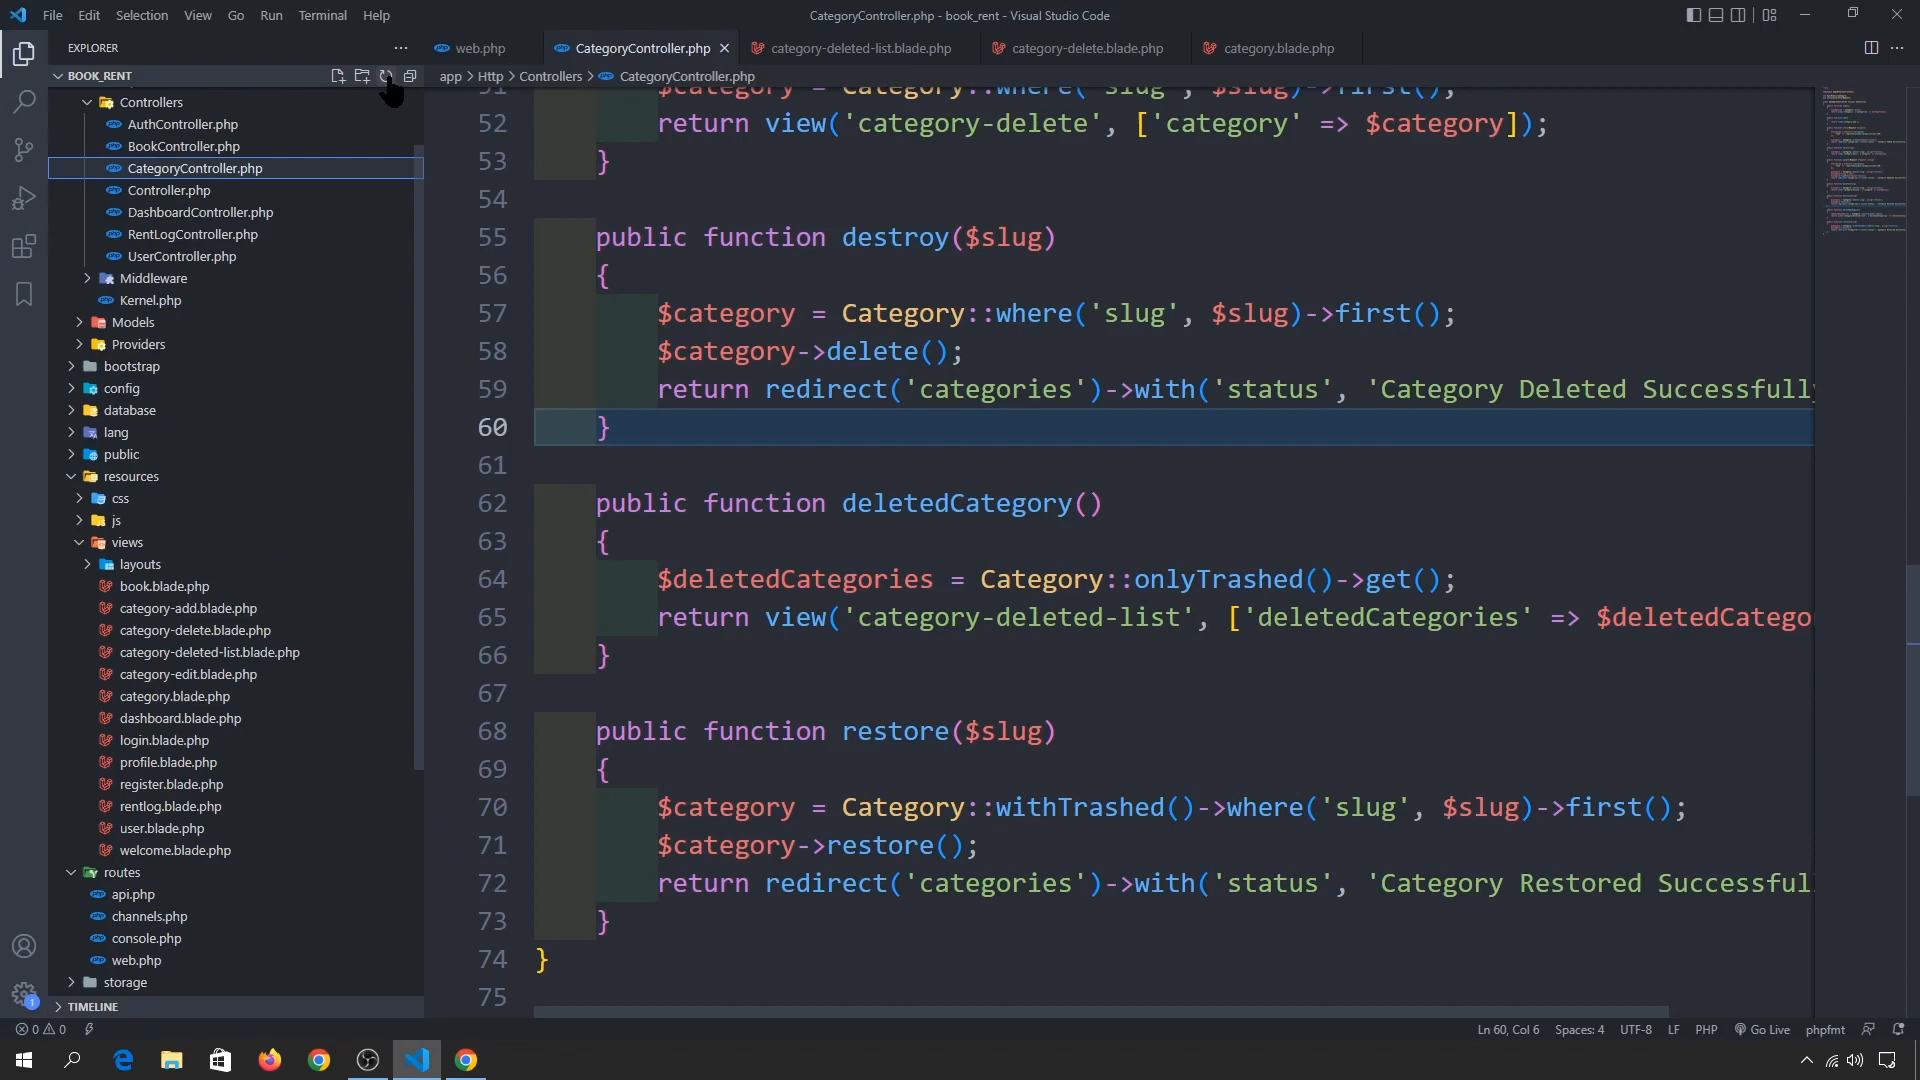 File Edit Selection View Go Run Terminal Help
CategoryController.php - book_rent - Visual Studio Code
EXPLORER
web.php CategoryController.php category-deleted-list.blade.php category-delete.blade.php category.blade.php
BOOK_RENT
app > Http > Controllers > CategoryController.php
Controllers
AuthController.php
BookController.php
CategoryController.php
Controller.php
DashboardController.php
RentLogController.php
UserController.php
Middleware
Kernel.php
Models
Providers
bootstrap
config
database
lang
public
resources
css
js
views
layouts
book.blade.php
category-add.blade.php
category-delete.blade.php
category-deleted-list.blade.php
category-edit.blade.php
category.blade.php
dashboard.blade.php
login.blade.php
profile.blade.php
register.blade.php
rentlog.blade.php
user.blade.php
welcome.blade.php
routes
api.php
channels.php
console.php
web.php
storage
TIMELINE
51 $category = Category::where('slug', $slug)->first();
52 return view('category-delete', ['category' => $category]);
53 }
54
55 public function destroy($slug)
56 {
57 $category = Category::where('slug', $slug)->first();
58 $category->delete();
59 return redirect('categories')->with('status', 'Category Deleted Successfully
60 }
61
62 public function deletedCategory()
63 {
64 $deletedCategories = Category::onlyTrashed()->get();
65 return view('category-deleted-list', ['deletedCategories' => $deletedCatego
66 }
67
68 public function restore($slug)
69 {
70 $category = Category::withTrashed()->where('slug', $slug)->first();
71 $category->restore();
72 return redirect('categories')->with('status', 'Category Restored Successful
73 }
74 }
75
0 0
Ln 60, Col 6 Spaces: 4 UTF-8 LF PHP Go Live phpfmt
1